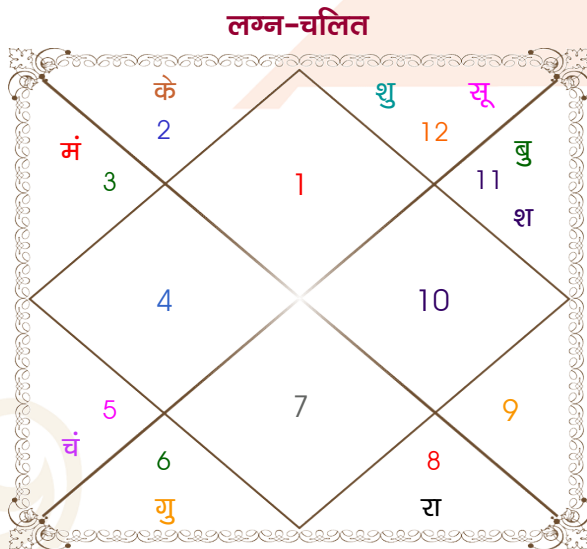 लग्न-चलित
के शु सू
2 12
मं 1 बु
3 11
श
4 10
7
5 9
चं 6 8
गु रा